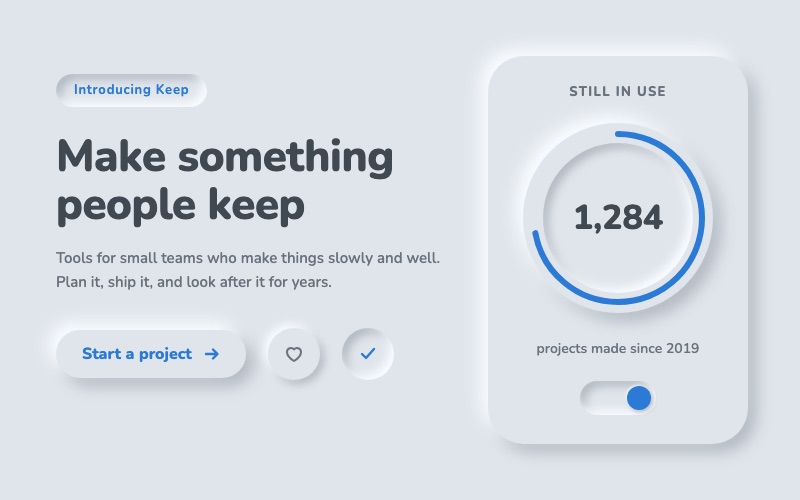 Introducing Keep
Make something
people keep
Tools for small teams who make things slowly and well.
Plan it, ship it, and look after it for years.
Start a project
STILL IN USE
1,284
projects made since 2019